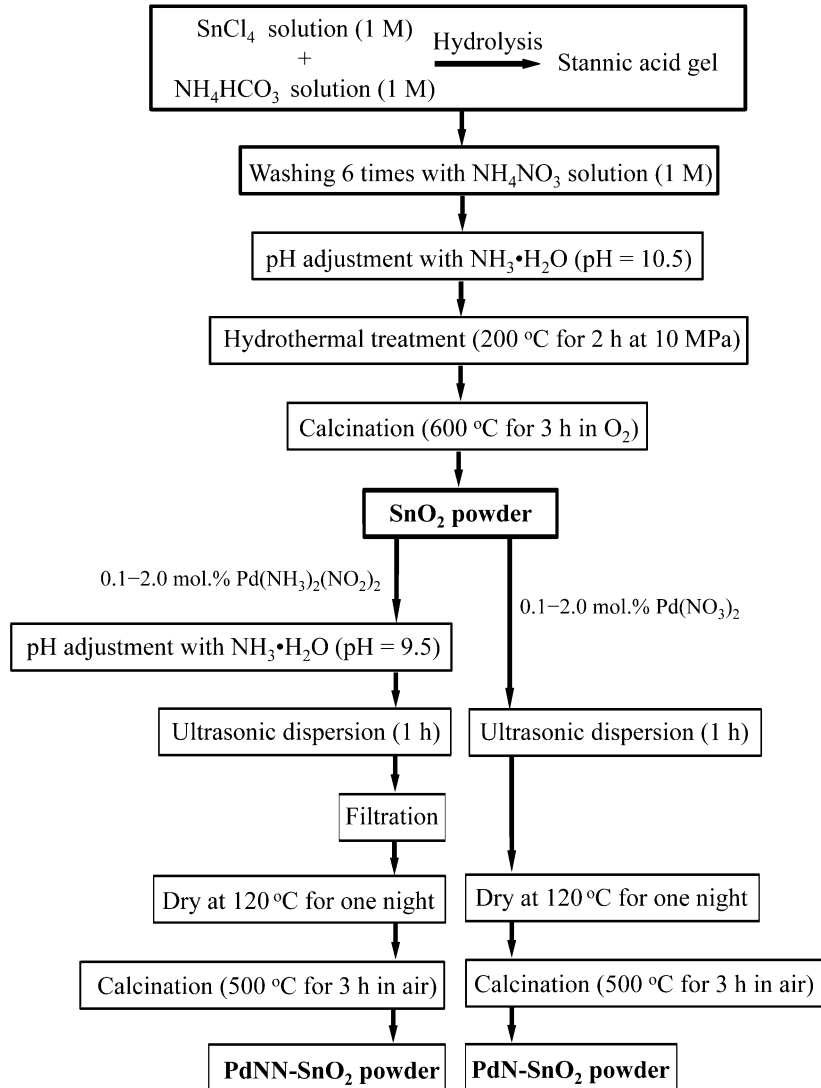 SnCl₄ solution (1 M)
+
NH₄HCO₃ solution (1 M)
Hydrolysis
Stannic acid gel
Washing 6 times with NH₄NO₃ solution (1 M)
pH adjustment with NH₃•H₂O (pH = 10.5)
Hydrothermal treatment (200 °C for 2 h at 10 MPa)
Calcination (600 °C for 3 h in O₂)
SnO₂ powder
0.1−2.0 mol.% Pd(NH₃)₂(NO₂)₂
pH adjustment with NH₃•H₂O (pH = 9.5)
Ultrasonic dispersion (1 h)
Filtration
Dry at 120 °C for one night
Calcination (500 °C for 3 h in air)
PdNN-SnO₂ powder
0.1−2.0 mol.% Pd(NO₃)₂
Ultrasonic dispersion (1 h)
Dry at 120 °C for one night
Calcination (500 °C for 3 h in air)
PdN-SnO₂ powder